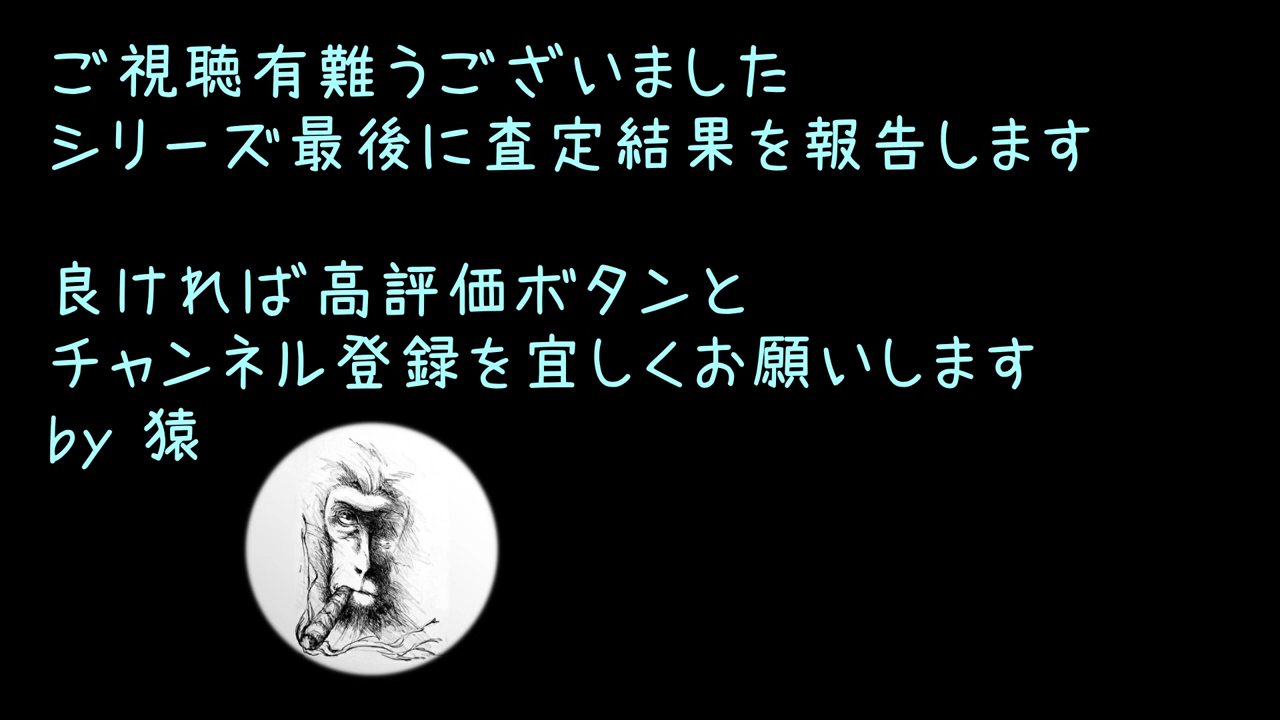 ご視聴有難うございました
シリーズ最後に査定結果を報告します
良ければ高評価ボタンと
チャンネル登録を宜しくお願いします
by 猿